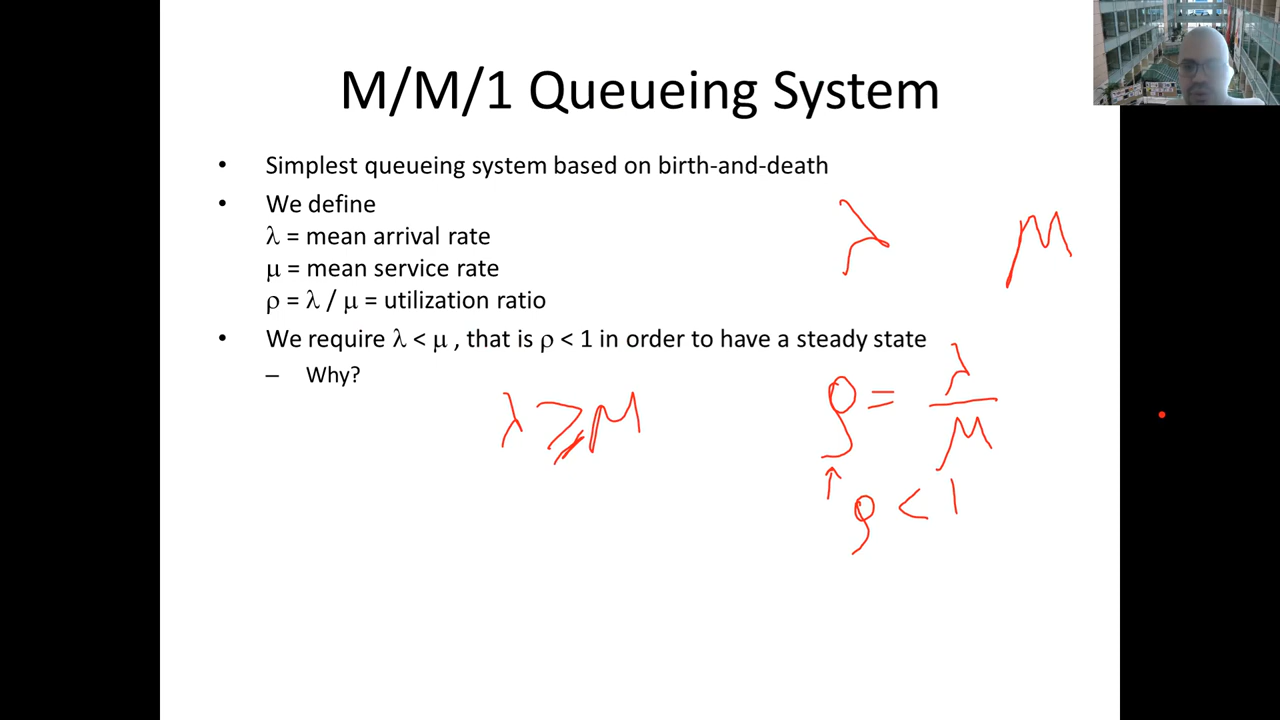 M/M/1 Queueing System
• Simplest queueing system based on birth-and-death
• We define
λ = mean arrival rate
μ = mean service rate
ρ = λ / μ = utilization ratio
• We require λ < μ , that is ρ < 1 in order to have a steady state
– Why?
λ μ
λ ≥ μ
ρ = λ / μ
↑
ρ < 1